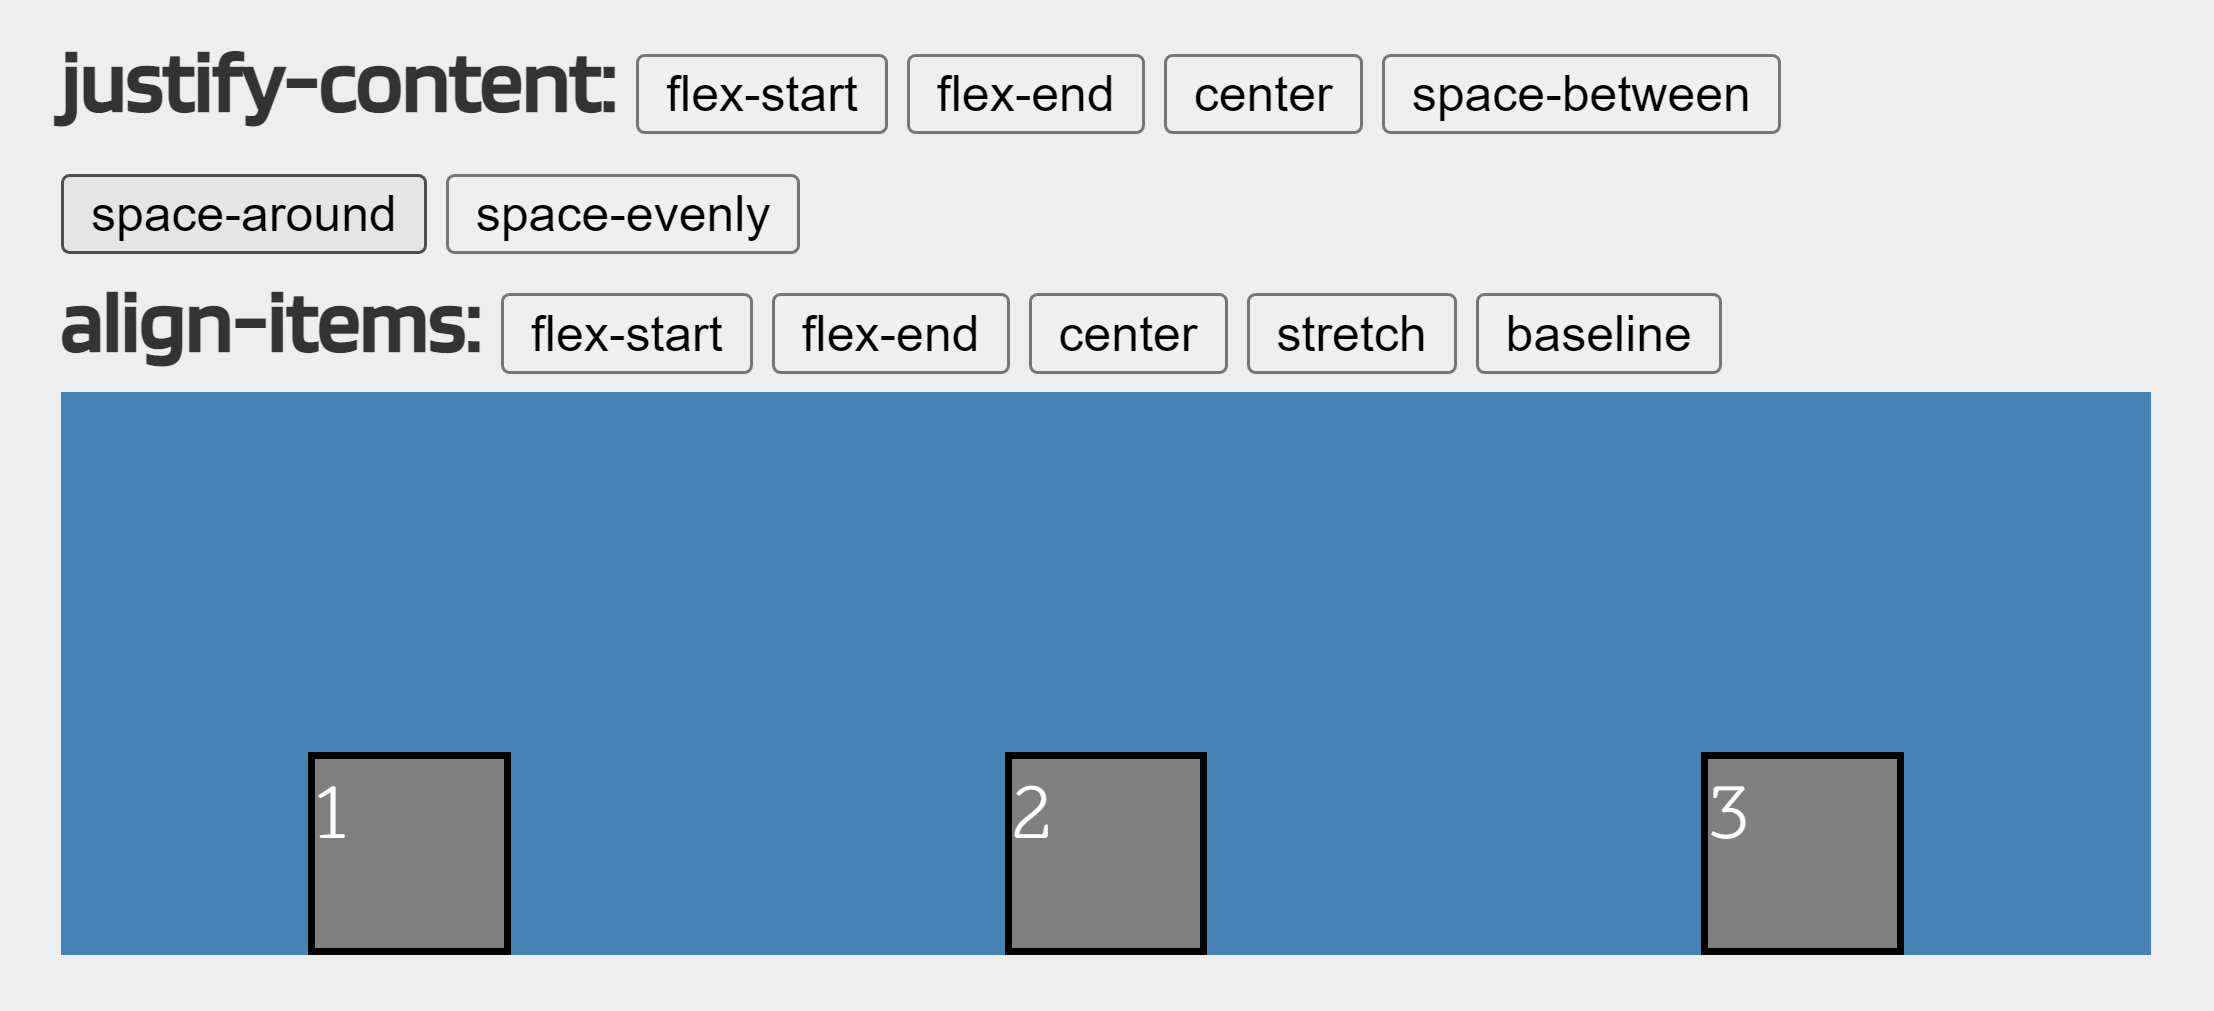 justify-content: flex-start flex-end center space-between
space-around space-evenly
align-items: flex-start flex-end center stretch baseline
1 2 3